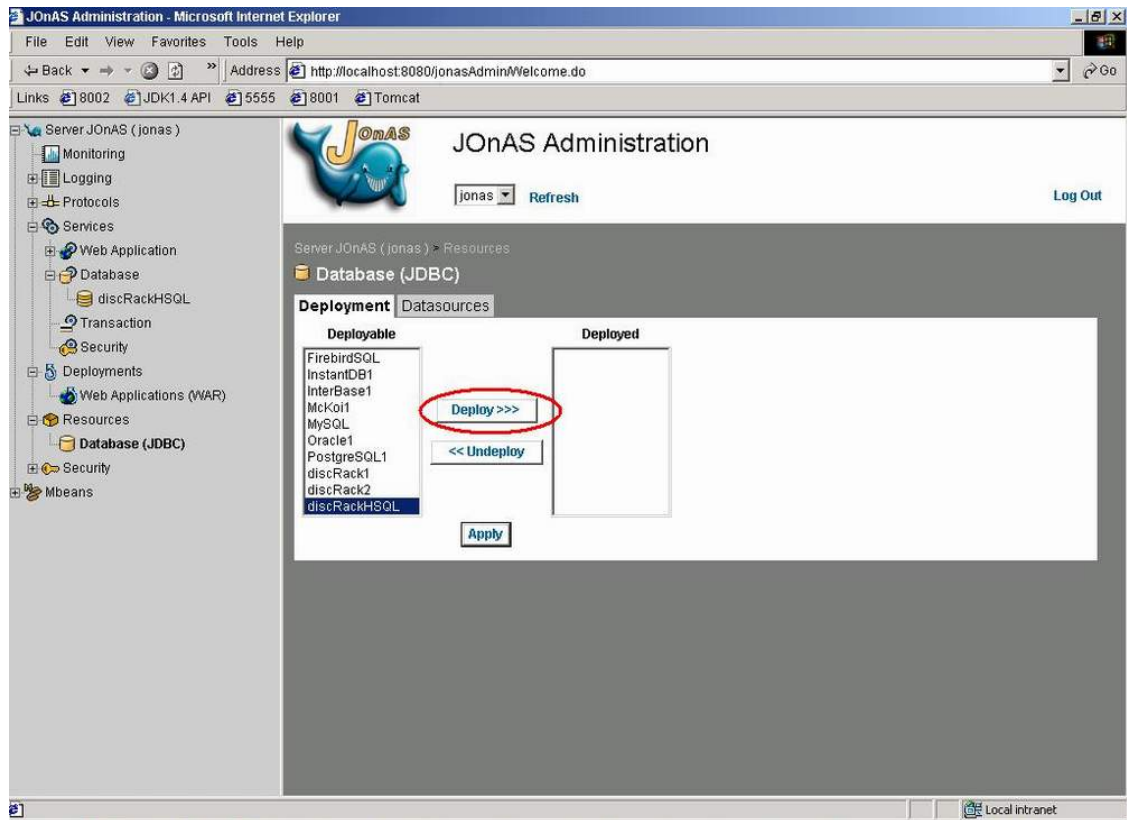 JOnAS Administration - Microsoft Internet Explorer
File Edit View Favorites Tools Help
Back » Address http://localhost:8080/jonasAdmin/Welcome.do Go
Links 8002 JDK1.4 API 5555 8001 Tomcat
Server JOnAS ( jonas )
Monitoring
Logging
Protocols
Services
Web Application
Database
discRackHSQL
Transaction
Security
Deployments
Web Applications (WAR)
Resources
Database (JDBC)
Security
Mbeans
JOnAS
JOnAS Administration
jonas Refresh Log Out
Server JOnAS ( jonas ) Resources
Database (JDBC)
Deployment Datasources
Deployable Deployed
FirebirdSQL
InstantDB1
InterBase1
McKoi1
MySQL
Oracle1
PostgreSQL1
discRack1
discRack2
discRackHSQL
Deploy >>>
<< Undeploy
Apply
Local intranet